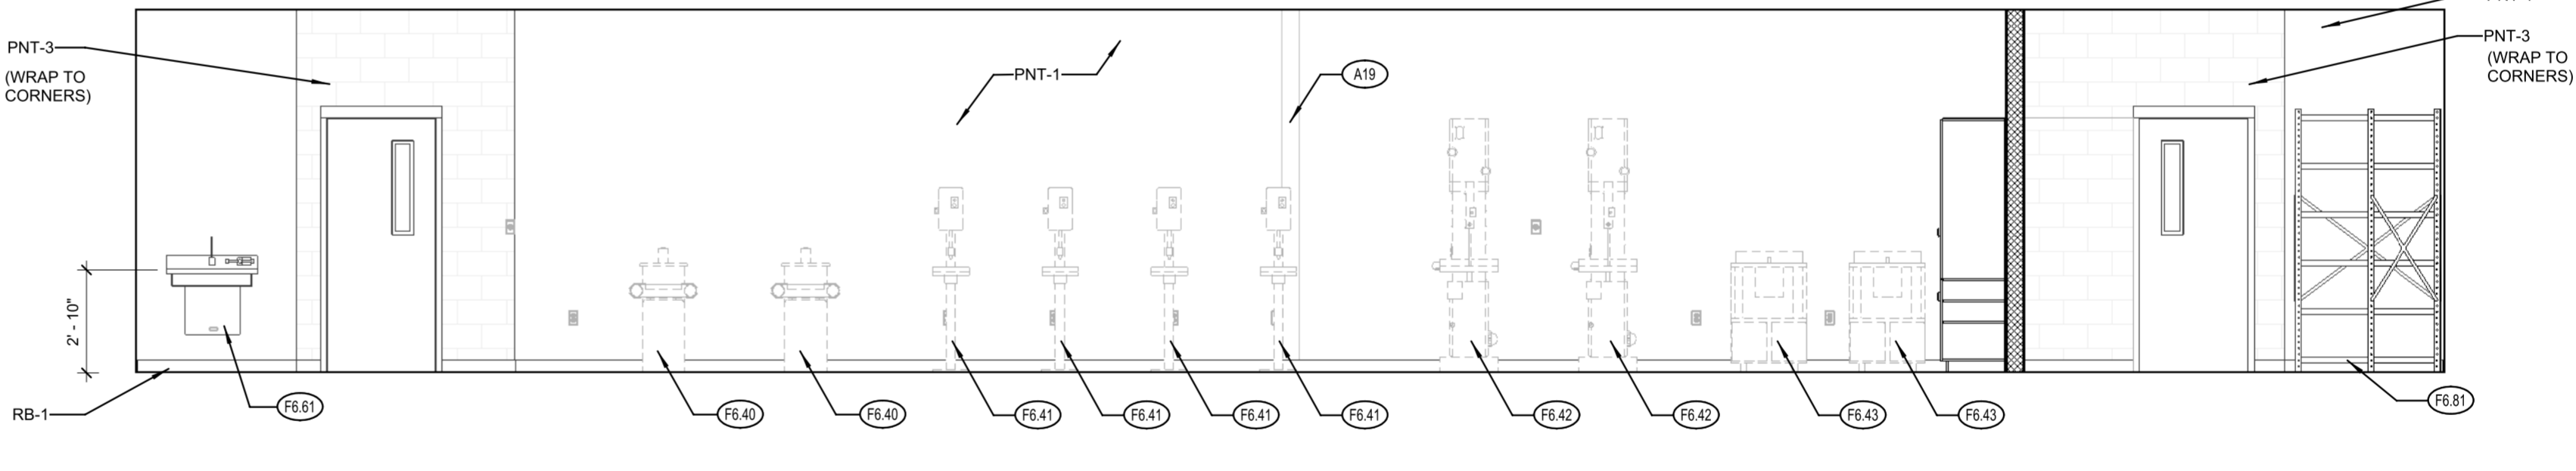 PNT-3
(WRAP TO
CORNERS)
PNT-1
A19
PNT-3
(WRAP TO
CORNERS)
2' - 10"
RB-1
F6.61
F6.40
F6.40
F6.41
F6.41
F6.41
F6.41
F6.42
F6.42
F6.43
F6.43
F6.81